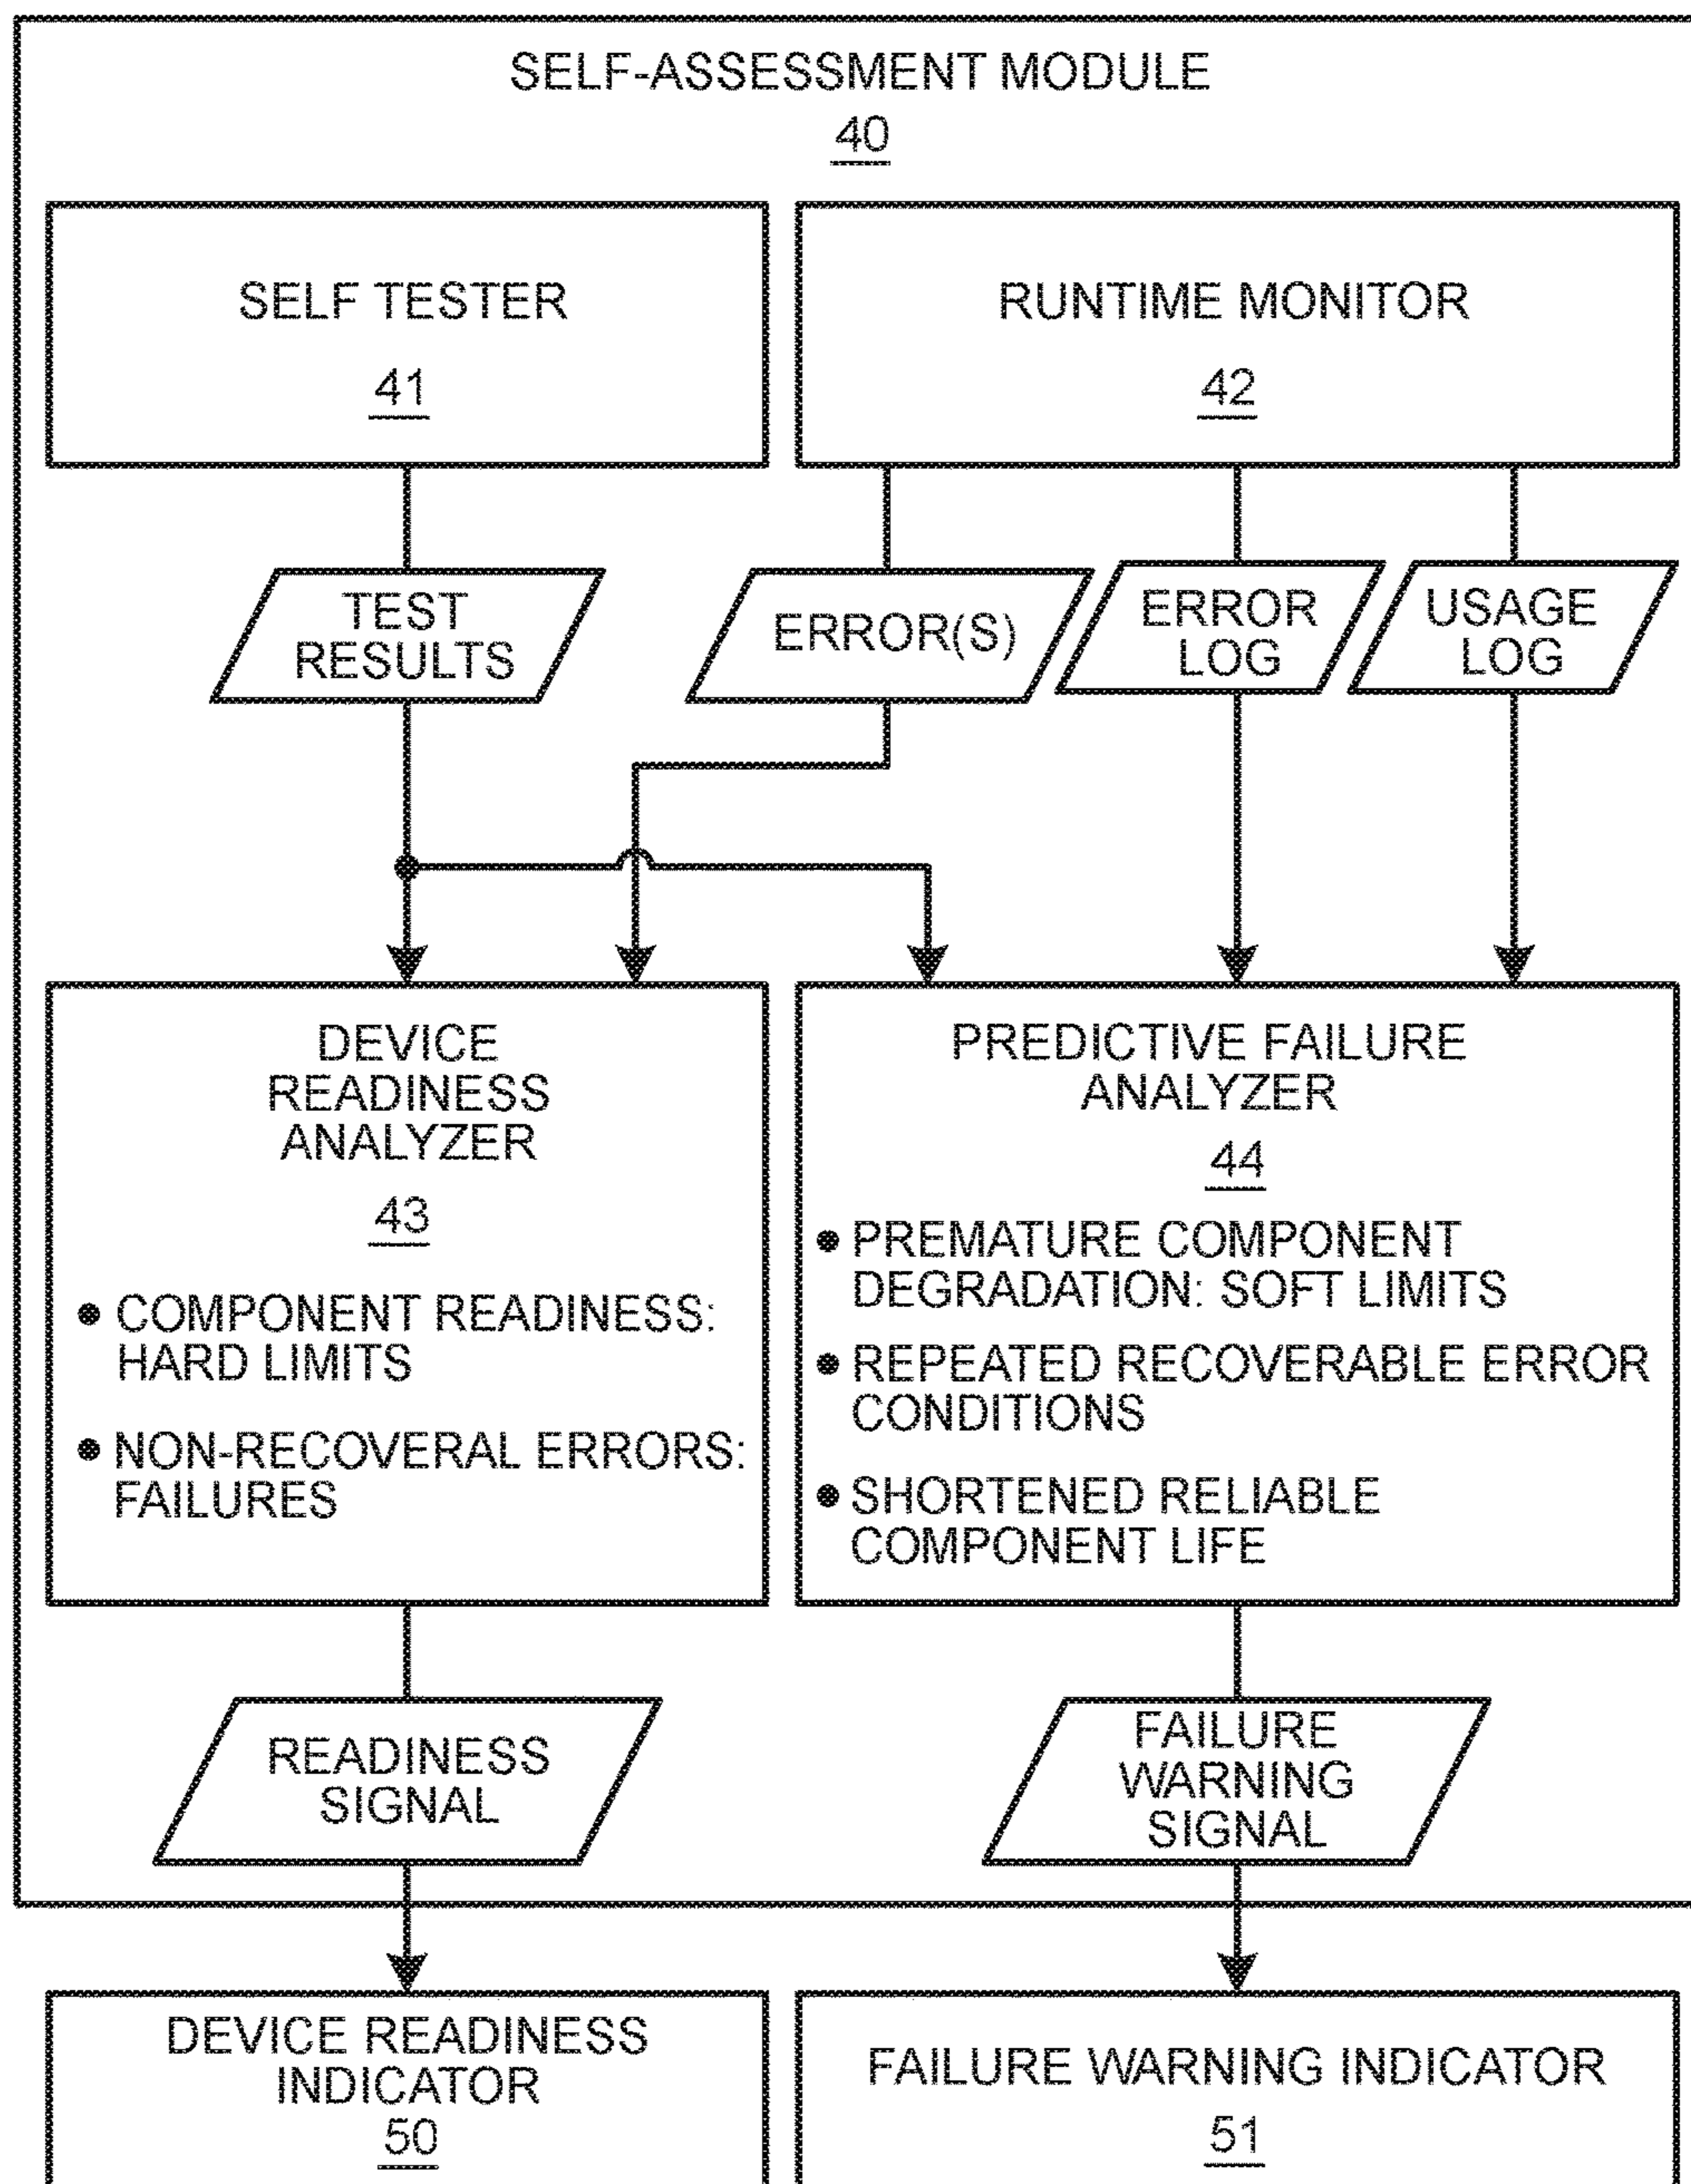 SELF-ASSESSMENT MODULE
40
SELF TESTER
41
RUNTIME MONITOR
42
TEST
RESULTS
ERROR(S)
ERROR
LOG
USAGE
LOG
DEVICE
READINESS
ANALYZER
43
● COMPONENT READINESS:
HARD LIMITS
● NON-RECOVERAL ERRORS:
FAILURES
PREDICTIVE FAILURE
ANALYZER
44
● PREMATURE COMPONENT
DEGRADATION: SOFT LIMITS
● REPEATED RECOVERABLE ERROR
CONDITIONS
● SHORTENED RELIABLE
COMPONENT LIFE
READINESS
SIGNAL
FAILURE
WARNING
SIGNAL
DEVICE READINESS
INDICATOR
50
FAILURE WARNING INDICATOR
51